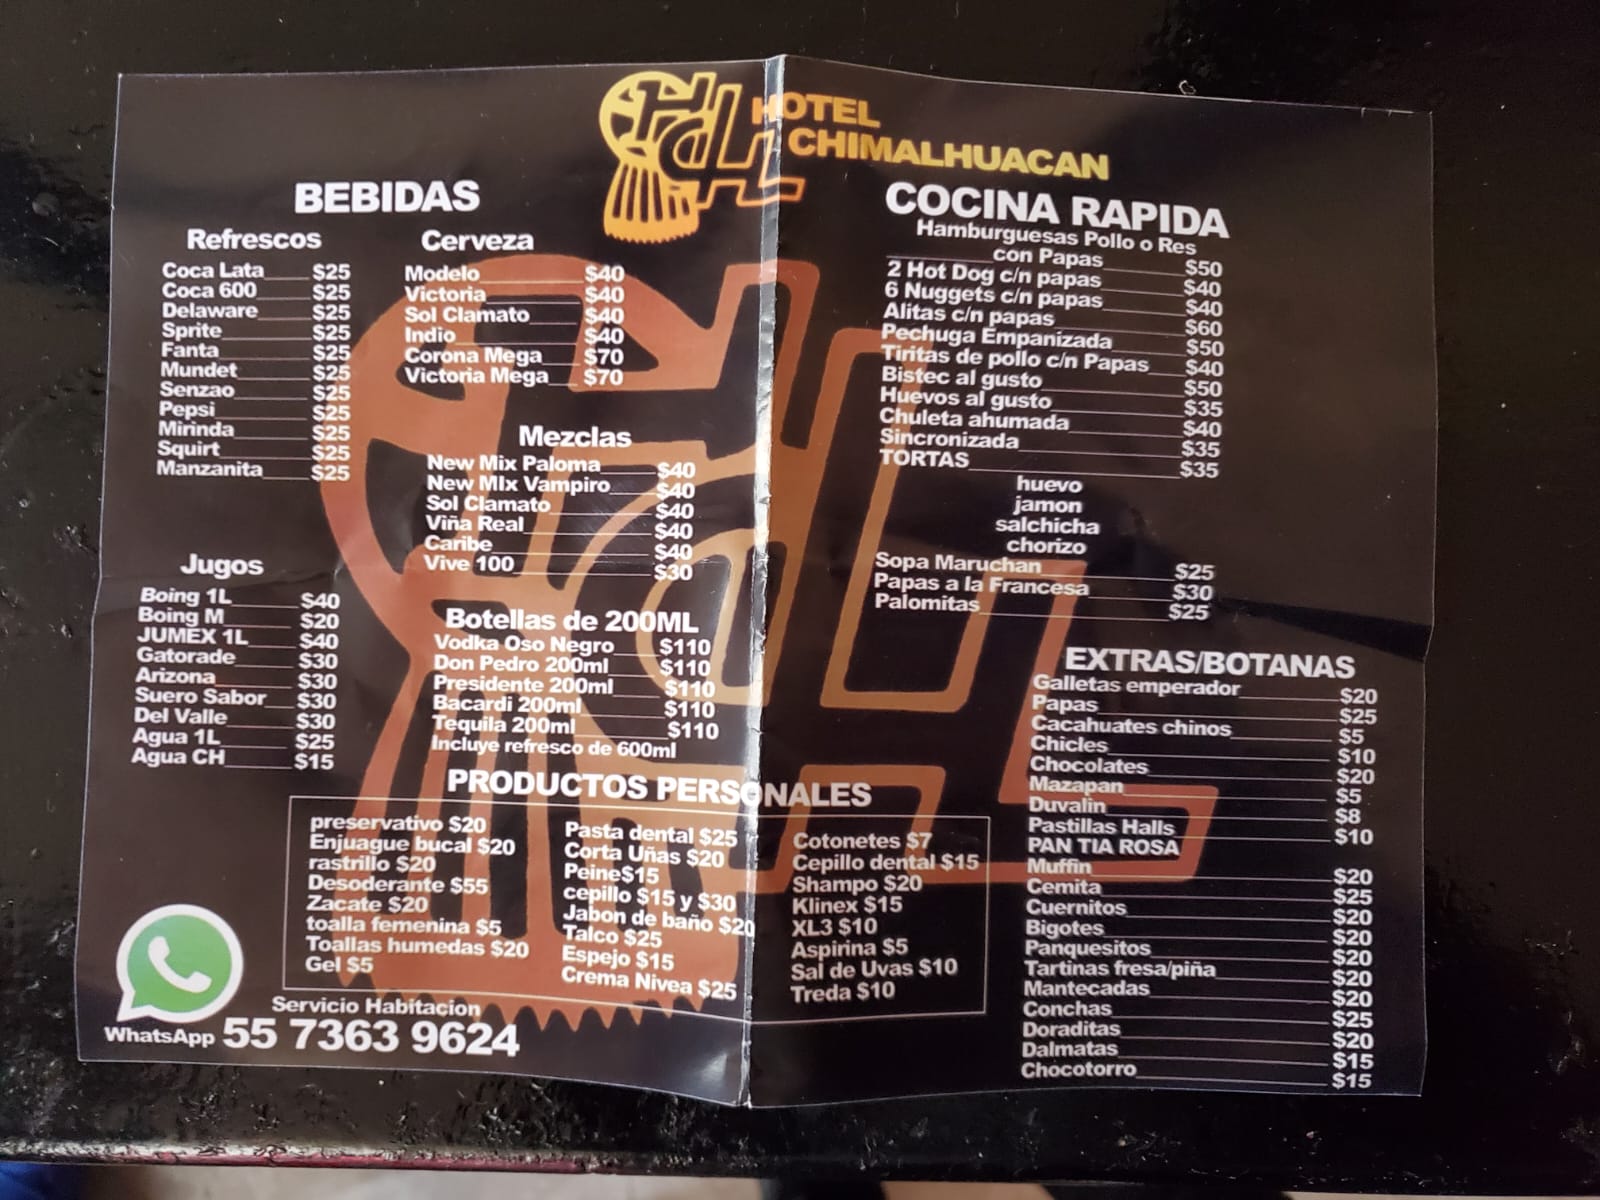 HCH
HOTEL
CHIMALHUACAN
BEBIDAS
Refrescos
Coca Lata $25
Coca 600 $25
Delaware $25
Sprite $25
Fanta $25
Mundet $25
Senzao $25
Pepsi $25
Mirinda $25
Squirt $25
Manzanita $25
Cerveza
Modelo $40
Victoria $40
Sol Clamato $40
Indio $40
Corona Mega $70
Victoria Mega $70
Mezclas
New Mix Paloma $40
New MIx Vampiro $40
Sol Clamato $40
Viña Real $40
Caribe $40
Vive 100 $30
Jugos
Boing 1L $40
Boing M $20
JUMEX 1L $40
Gatorade $30
Arizona $30
Suero Sabor $30
Del Valle $30
Agua 1L $25
Agua CH $15
Botellas de 200ML
Vodka Oso Negro $110
Don Pedro 200ml $110
Presidente 200ml $110
Bacardi 200ml $110
Tequila 200ml $110
Incluye refresco de 600ml
COCINA RAPIDA
Hamburguesas Pollo o Res
con Papas $50
2 Hot Dog c/n papas $40
6 Nuggets c/n papas $40
Alitas c/n papas $60
Pechuga Empanizada $50
Tiritas de pollo c/n Papas $40
Bistec al gusto $50
Huevos al gusto $35
Chuleta ahumada $40
Sincronizada $35
TORTAS $35
huevo
jamon
salchicha
chorizo
Sopa Maruchan $25
Papas a la Francesa $30
Palomitas $25
EXTRAS/BOTANAS
Galletas emperador $20
Papas $25
Cacahuates chinos $5
Chicles $10
Chocolates $20
Mazapan $5
Duvalin $8
Pastillas Halls $10
PAN TIA ROSA
Muffin $20
Cemita $25
Cuernitos $20
Bigotes $20
Panquesitos $20
Tartinas fresa/piña $20
Mantecadas $20
Conchas $25
Doraditas $20
Dalmatas $15
Chocotorro $15
PRODUCTOS PERSONALES
preservativo $20
Enjuague bucal $20
rastrillo $20
Desoderante $55
Zacate $20
toalla femenina $5
Toallas humedas $20
Gel $5
Pasta dental $25
Corta Uñas $20
Peine$15
cepillo $15 y $30
Jabon de baño $20
Talco $25
Espejo $15
Crema Nivea $25
Cotonetes $7
Cepillo dental $15
Shampo $20
Klinex $15
XL3 $10
Aspirina $5
Sal de Uvas $10
Treda $10
Servicio Habitacion
WhatsApp 55 7363 9624